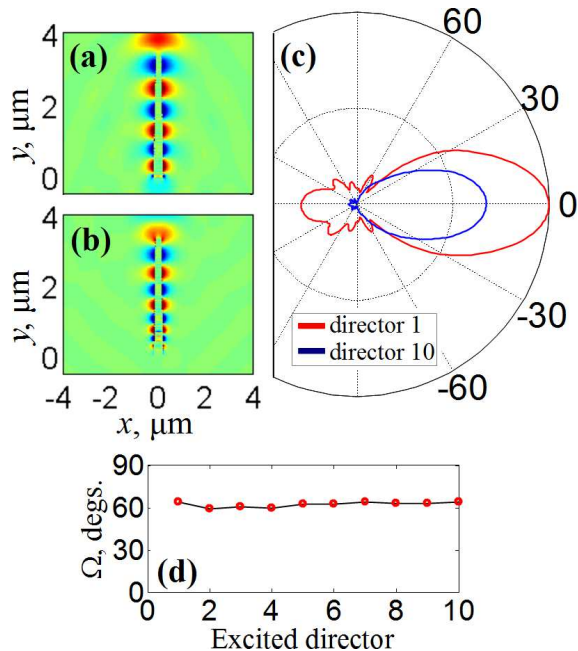 (a)
4
2
0
y, μm
(b)
4
2
0
y, μm
-4 -2 0 2 4
x, μm
(c)
60
30
0
-30
-60
director 1
director 10
90
60
30
0
Ω, degs.
(d)
0 2 4 6 8 10
Excited director